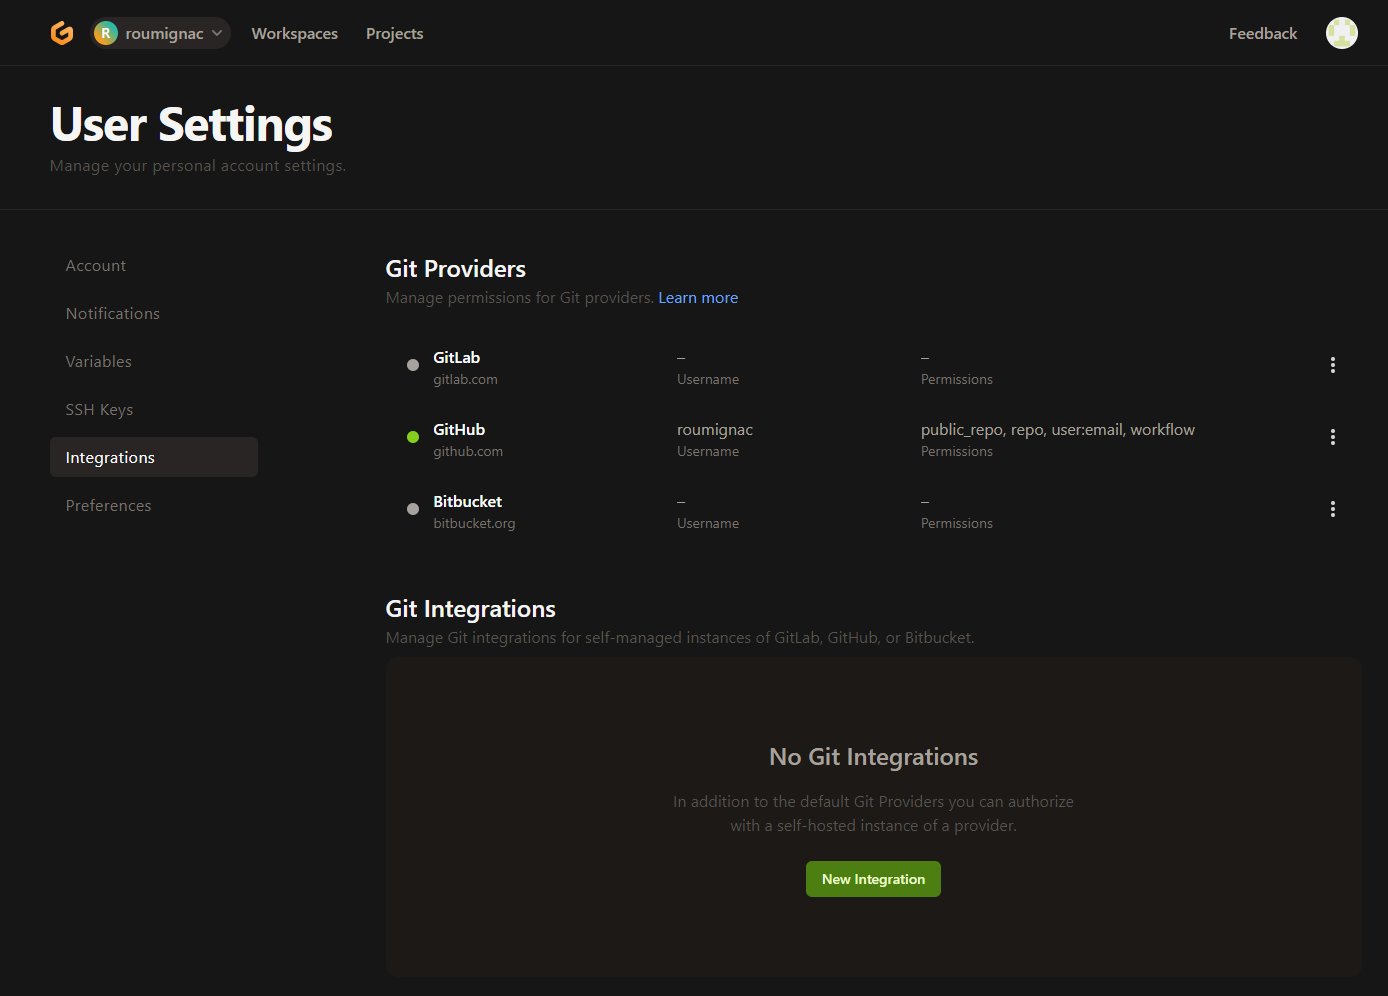 R roumignac Workspaces Projects Feedback
User Settings
Manage your personal account settings.
Account
Notifications
Variables
SSH Keys
Integrations
Preferences
Git Providers
Manage permissions for Git providers. Learn more
GitLab – –
gitlab.com Username Permissions
GitHub roumignac public_repo, repo, user:email, workflow
github.com Username Permissions
Bitbucket – –
bitbucket.org Username Permissions
Git Integrations
Manage Git integrations for self-managed instances of GitLab, GitHub, or Bitbucket.
No Git Integrations
In addition to the default Git Providers you can authorize
with a self-hosted instance of a provider.
New Integration